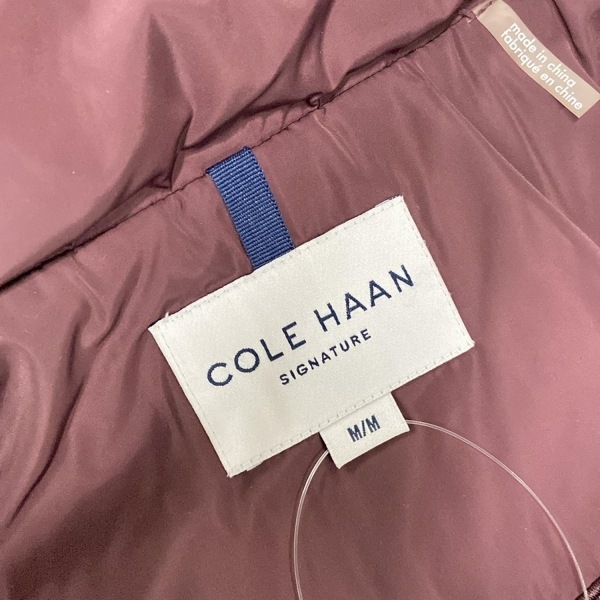 made in china
fabriqué en chine
COLE HAAN
SIGNATURE
M/M